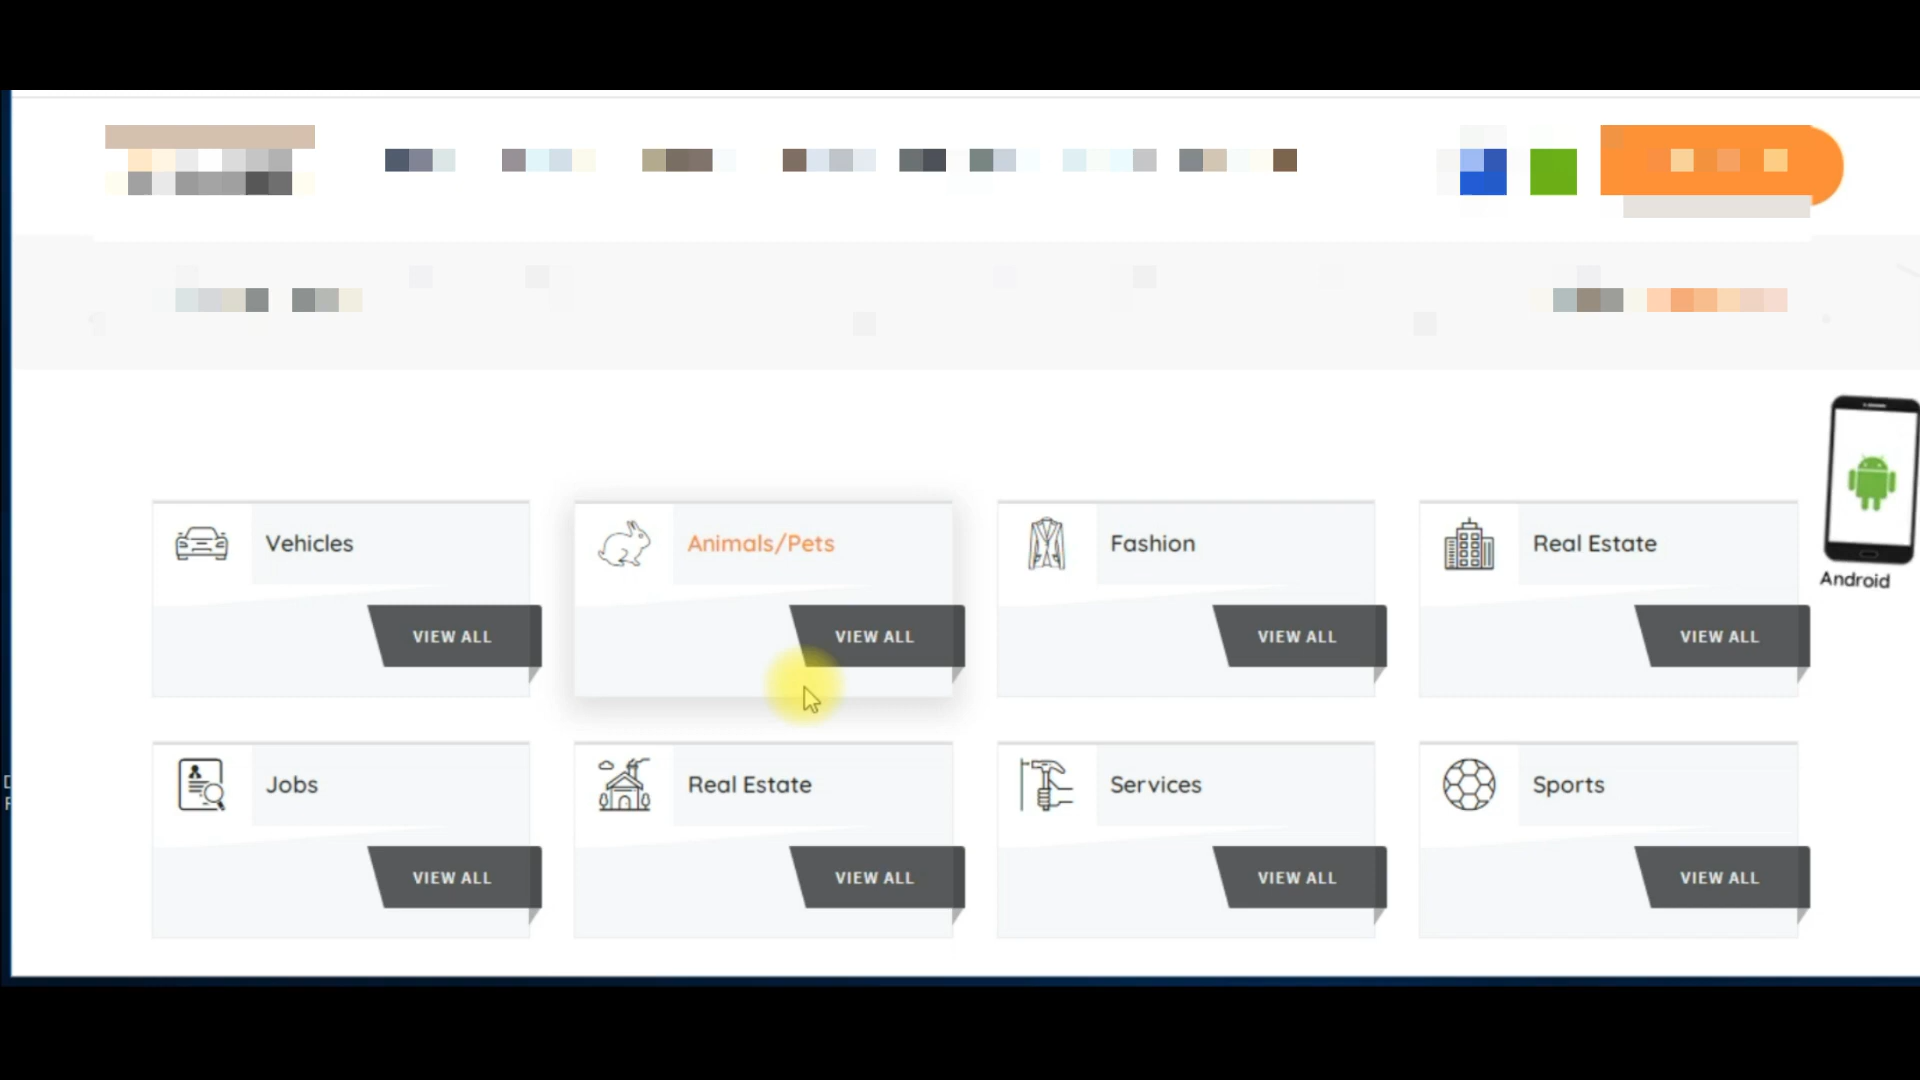 Vehicles
Animals/Pets
Fashion
Real Estate
Android
VIEW ALL
VIEW ALL
VIEW ALL
VIEW ALL
Jobs
Real Estate
Services
Sports
VIEW ALL
VIEW ALL
VIEW ALL
VIEW ALL